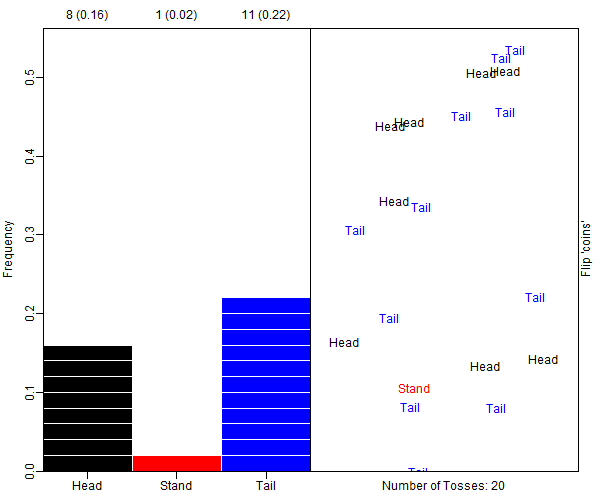 8 (0.16) 1 (0.02) 11 (0.22)
Frequency
0.5
0.4
0.3
0.2
0.1
0.0
Head Stand Tail
Tail
Tail
Head Head
Tail Tail
Head Head
Head Tail
Tail
Tail
Tail
Head
Head
Head
Stand
Tail Tail
Tail
Number of Tosses: 20
Flip 'coins'